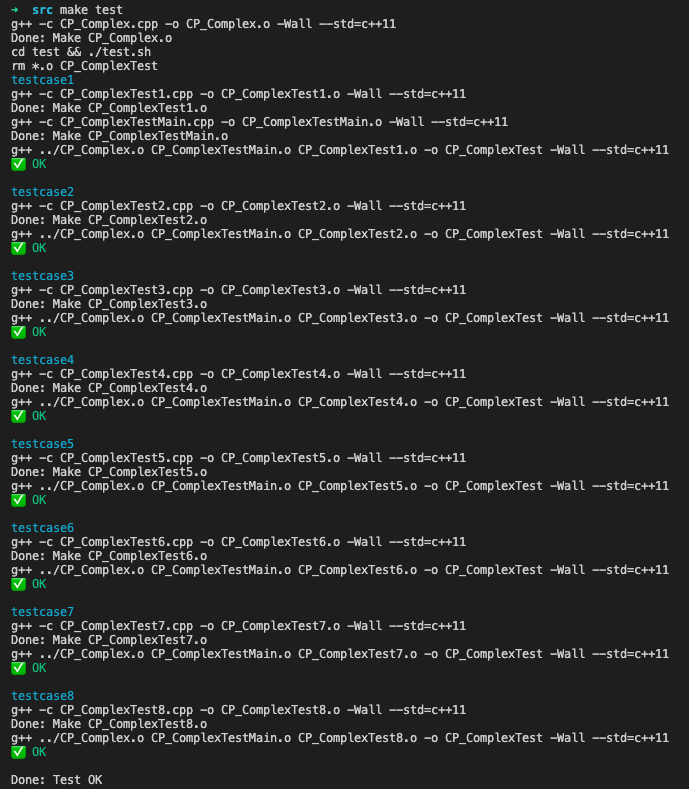 ➜ src make test
g++ -c CP_Complex.cpp -o CP_Complex.o -Wall --std=c++11
Done: Make CP_Complex.o
cd test && ./test.sh
rm *.o CP_ComplexTest
testcase1
g++ -c CP_ComplexTest1.cpp -o CP_ComplexTest1.o -Wall --std=c++11
Done: Make CP_ComplexTest1.o
g++ -c CP_ComplexTestMain.cpp -o CP_ComplexTestMain.o -Wall --std=c++11
Done: Make CP_ComplexTestMain.o
g++ ../CP_Complex.o CP_ComplexTestMain.o CP_ComplexTest1.o -o CP_ComplexTest -Wall --std=c++11
✅ OK
testcase2
g++ -c CP_ComplexTest2.cpp -o CP_ComplexTest2.o -Wall --std=c++11
Done: Make CP_ComplexTest2.o
g++ ../CP_Complex.o CP_ComplexTestMain.o CP_ComplexTest2.o -o CP_ComplexTest -Wall --std=c++11
✅ OK
testcase3
g++ -c CP_ComplexTest3.cpp -o CP_ComplexTest3.o -Wall --std=c++11
Done: Make CP_ComplexTest3.o
g++ ../CP_Complex.o CP_ComplexTestMain.o CP_ComplexTest3.o -o CP_ComplexTest -Wall --std=c++11
✅ OK
testcase4
g++ -c CP_ComplexTest4.cpp -o CP_ComplexTest4.o -Wall --std=c++11
Done: Make CP_ComplexTest4.o
g++ ../CP_Complex.o CP_ComplexTestMain.o CP_ComplexTest4.o -o CP_ComplexTest -Wall --std=c++11
✅ OK
testcase5
g++ -c CP_ComplexTest5.cpp -o CP_ComplexTest5.o -Wall --std=c++11
Done: Make CP_ComplexTest5.o
g++ ../CP_Complex.o CP_ComplexTestMain.o CP_ComplexTest5.o -o CP_ComplexTest -Wall --std=c++11
✅ OK
testcase6
g++ -c CP_ComplexTest6.cpp -o CP_ComplexTest6.o -Wall --std=c++11
Done: Make CP_ComplexTest6.o
g++ ../CP_Complex.o CP_ComplexTestMain.o CP_ComplexTest6.o -o CP_ComplexTest -Wall --std=c++11
✅ OK
testcase7
g++ -c CP_ComplexTest7.cpp -o CP_ComplexTest7.o -Wall --std=c++11
Done: Make CP_ComplexTest7.o
g++ ../CP_Complex.o CP_ComplexTestMain.o CP_ComplexTest7.o -o CP_ComplexTest -Wall --std=c++11
✅ OK
testcase8
g++ -c CP_ComplexTest8.cpp -o CP_ComplexTest8.o -Wall --std=c++11
Done: Make CP_ComplexTest8.o
g++ ../CP_Complex.o CP_ComplexTestMain.o CP_ComplexTest8.o -o CP_ComplexTest -Wall --std=c++11
✅ OK
Done: Test OK